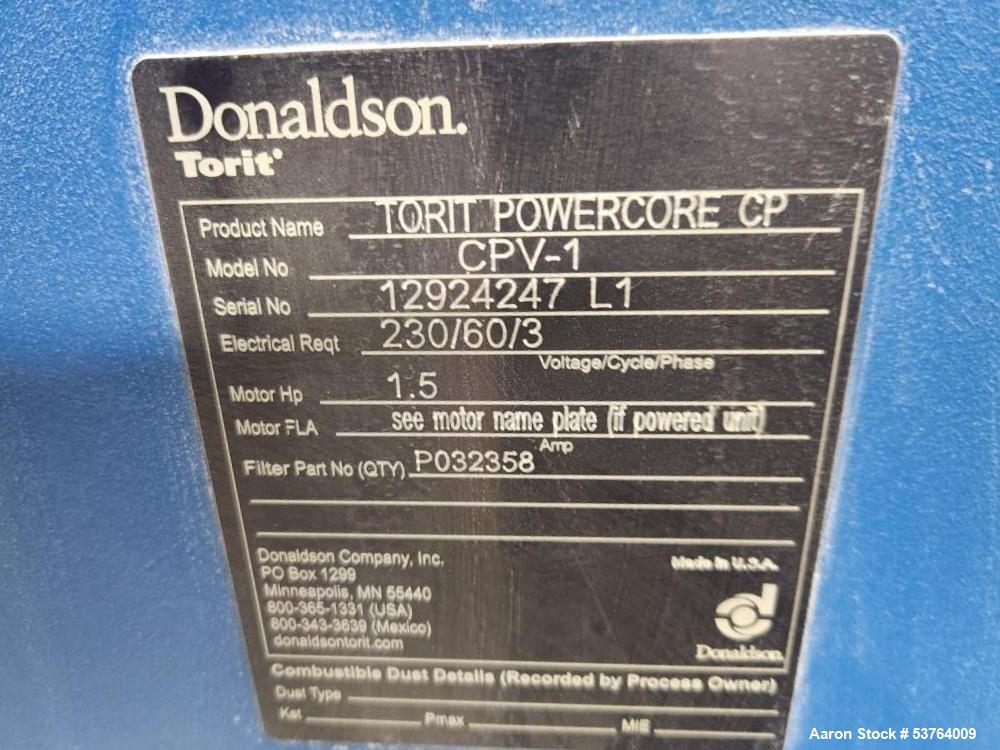 Donaldson.
Torit®
Product Name TORIT POWERCORE CP
Model No CPV-1
Serial No 12924247 L1
Electrical Reqt 230/60/3
Voltage/Cycle/Phase
Motor Hp 1.5
Motor FLA see motor name plate (if powered unit)
Amp
Filter Part No (QTY) P032358
Donaldson Company, Inc.
PO Box 1299
Minneapolis, MN 55440
800-365-1331 (USA)
800-343-3639 (Mexico)
donaldsontorit.com
Made in U.S.A.
Donaldson.
Combustible Dust Details (Recorded by Process Owner)
Dust Type
Kst Pmax MIE
Aaron Stock # 53764009